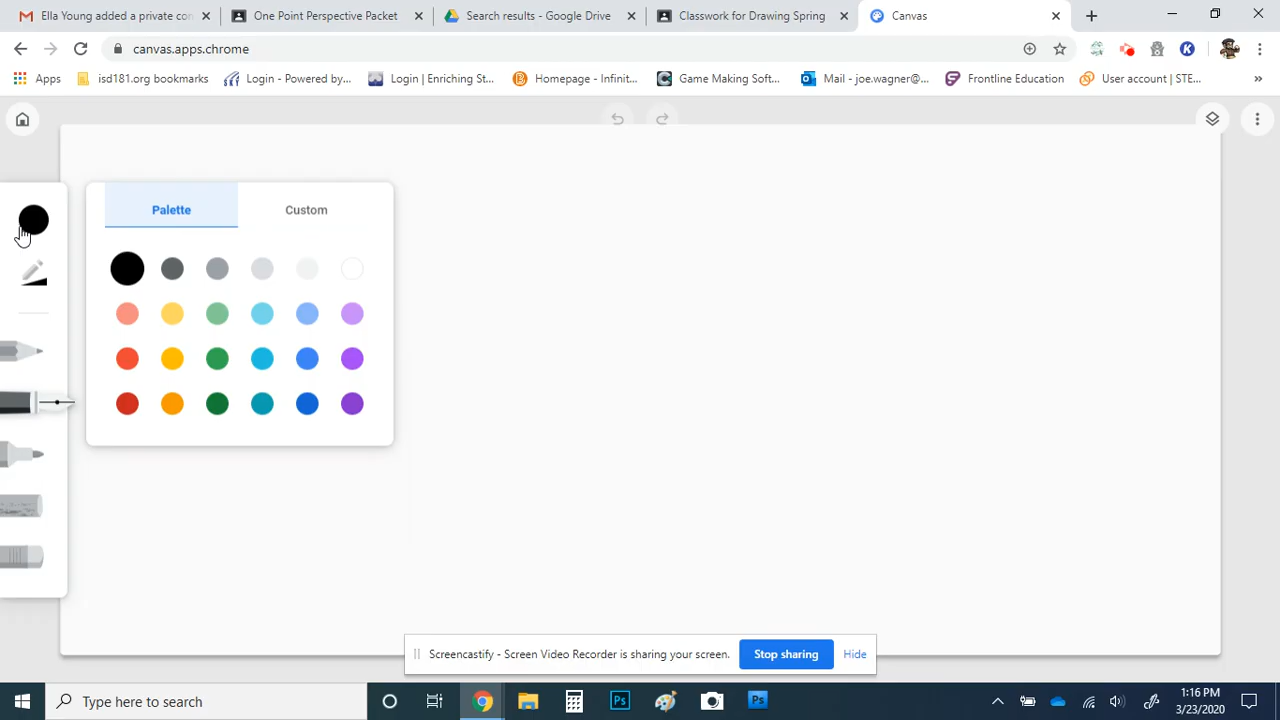 Ella Young added a private con
One Point Perspective Packet
Search results - Google Drive
Classwork for Drawing Spring
Canvas
canvas.apps.chrome
Apps
isd181.org bookmarks
Login - Powered by...
Login | Enriching St...
Homepage - Infinit...
Game Making Soft...
Mail - joe.wagner@...
Frontline Education
User account | STE...
»
Palette
Custom
Screencastify - Screen Video Recorder is sharing your screen.
Stop sharing
Hide
Type here to search
Ps
Ps
1:16 PM
3/23/2020